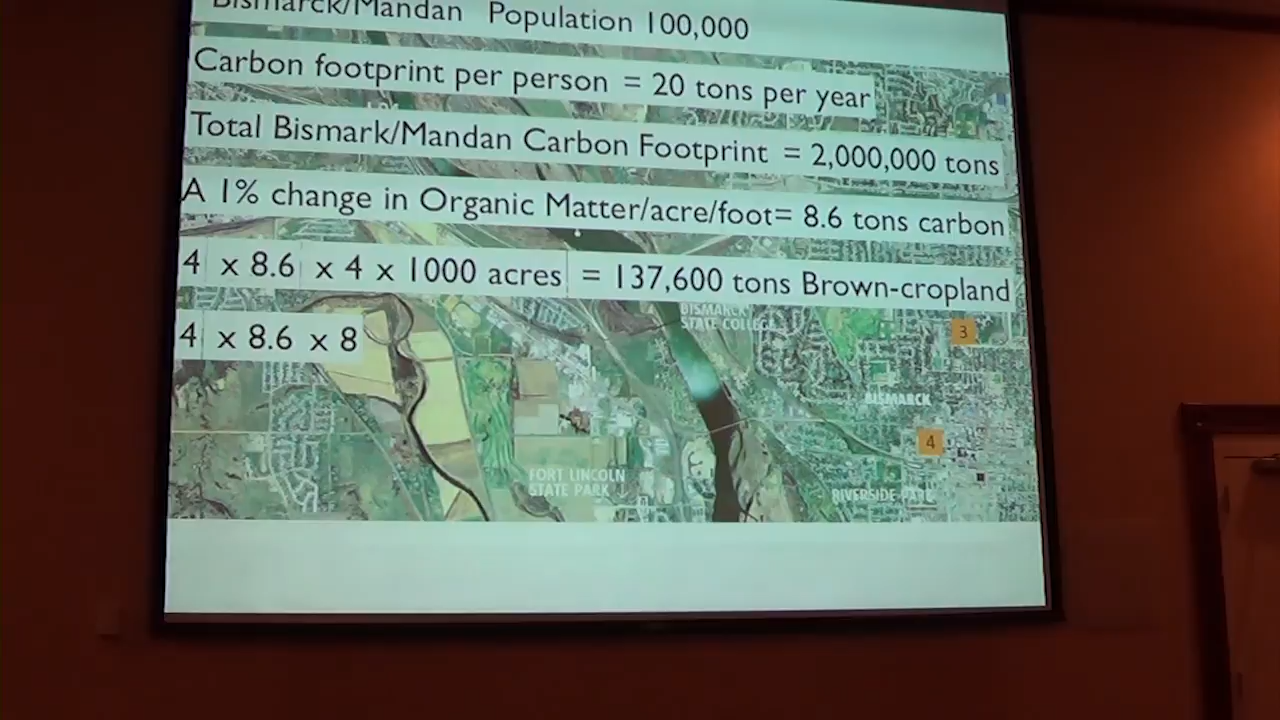 Bismarck/Mandan Population 100,000
Carbon footprint per person = 20 tons per year
Total Bismark/Mandan Carbon Footprint = 2,000,000 tons
A 1% change in Organic Matter/acre/foot= 8.6 tons carbon
4 x 8.6 x 4 x 1000 acres = 137,600 tons Brown-cropland
4 x 8.6 x 8
BISMARCK
STATE COLLEGE
3
BISMARCK
4
FORT LINCOLN
STATE PARK
RIVERSIDE PARK